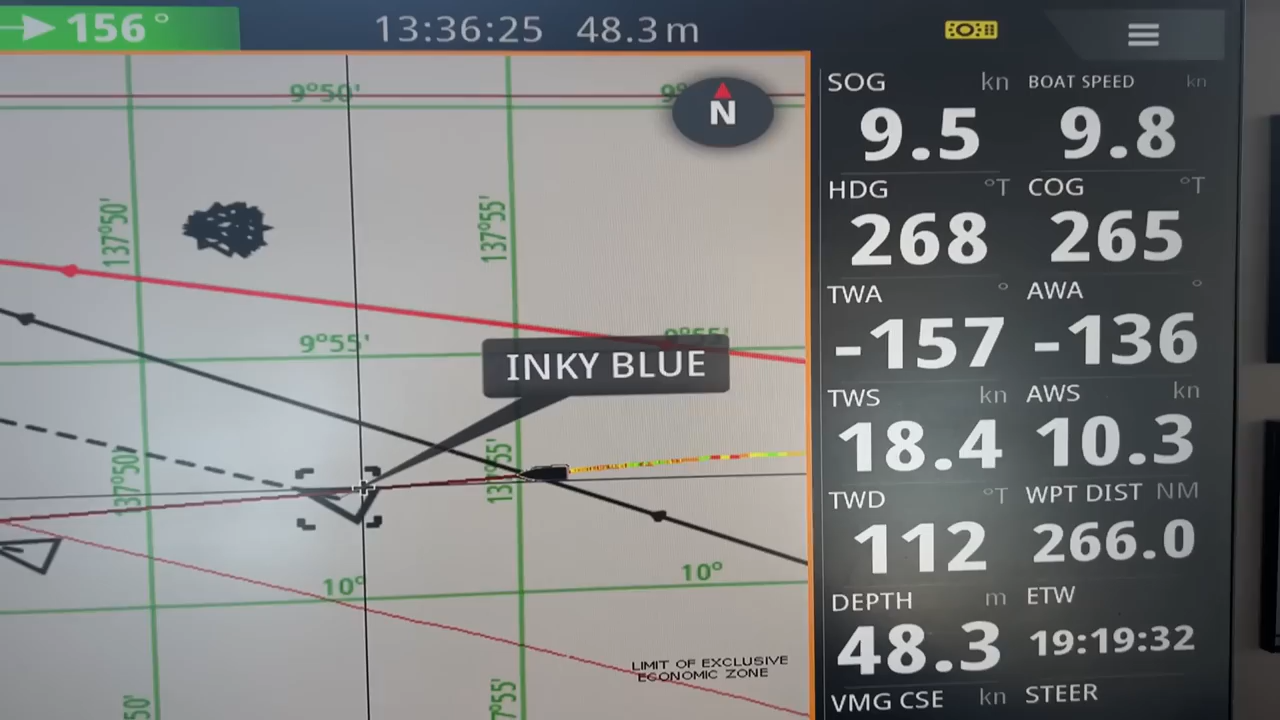 156°
13:36:25 48.3 m
SOG kn
9.5
BOAT SPEED kn
9.8
HDG °T
268
COG °T
265
TWA °
-157
AWA °
-136
TWS kn
18.4
AWS kn
10.3
TWD °T
112
WPT DIST NM
266.0
DEPTH m
48.3
ETW
19:19:32
VMG CSE kn
STEER
9°50'
N
137°50'
137°55'
9°55'
9°55'
INKY BLUE
137°50'
137°55'
10°
10°
LIMIT OF EXCLUSIVE
ECONOMIC ZONE